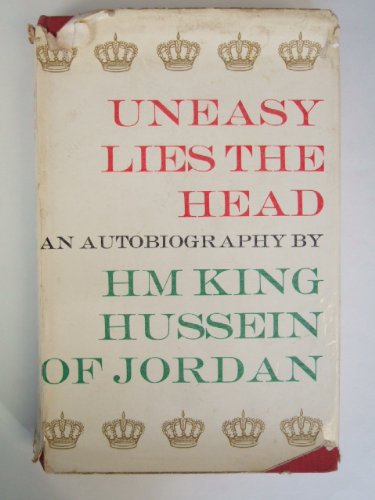 UNEASY
LIES THE
HEAD
AN AUTOBIOGRAPHY BY
HM KING
HUSSEIN
OF JORDAN